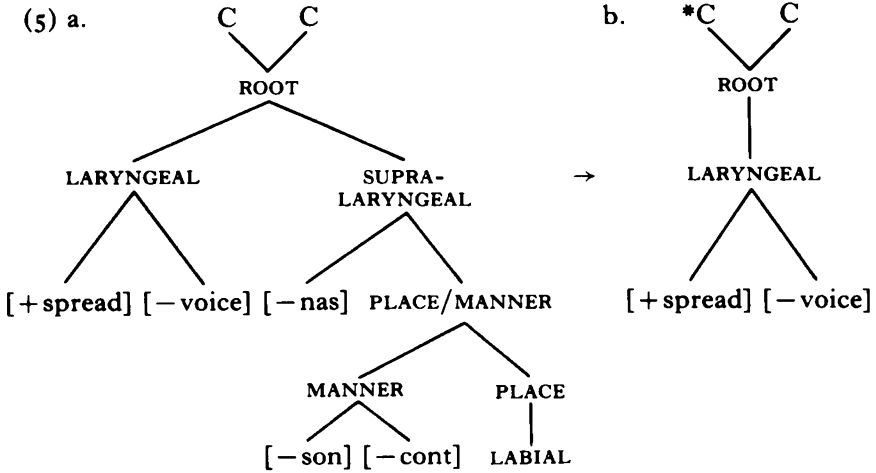 (5) a. C C b. *C C
ROOT ROOT
LARYNGEAL SUPRA- → LARYNGEAL
LARYNGEAL
[+spread] [−voice] [−nas] PLACE/MANNER [+spread] [−voice]
MANNER PLACE
[−son] [−cont] LABIAL